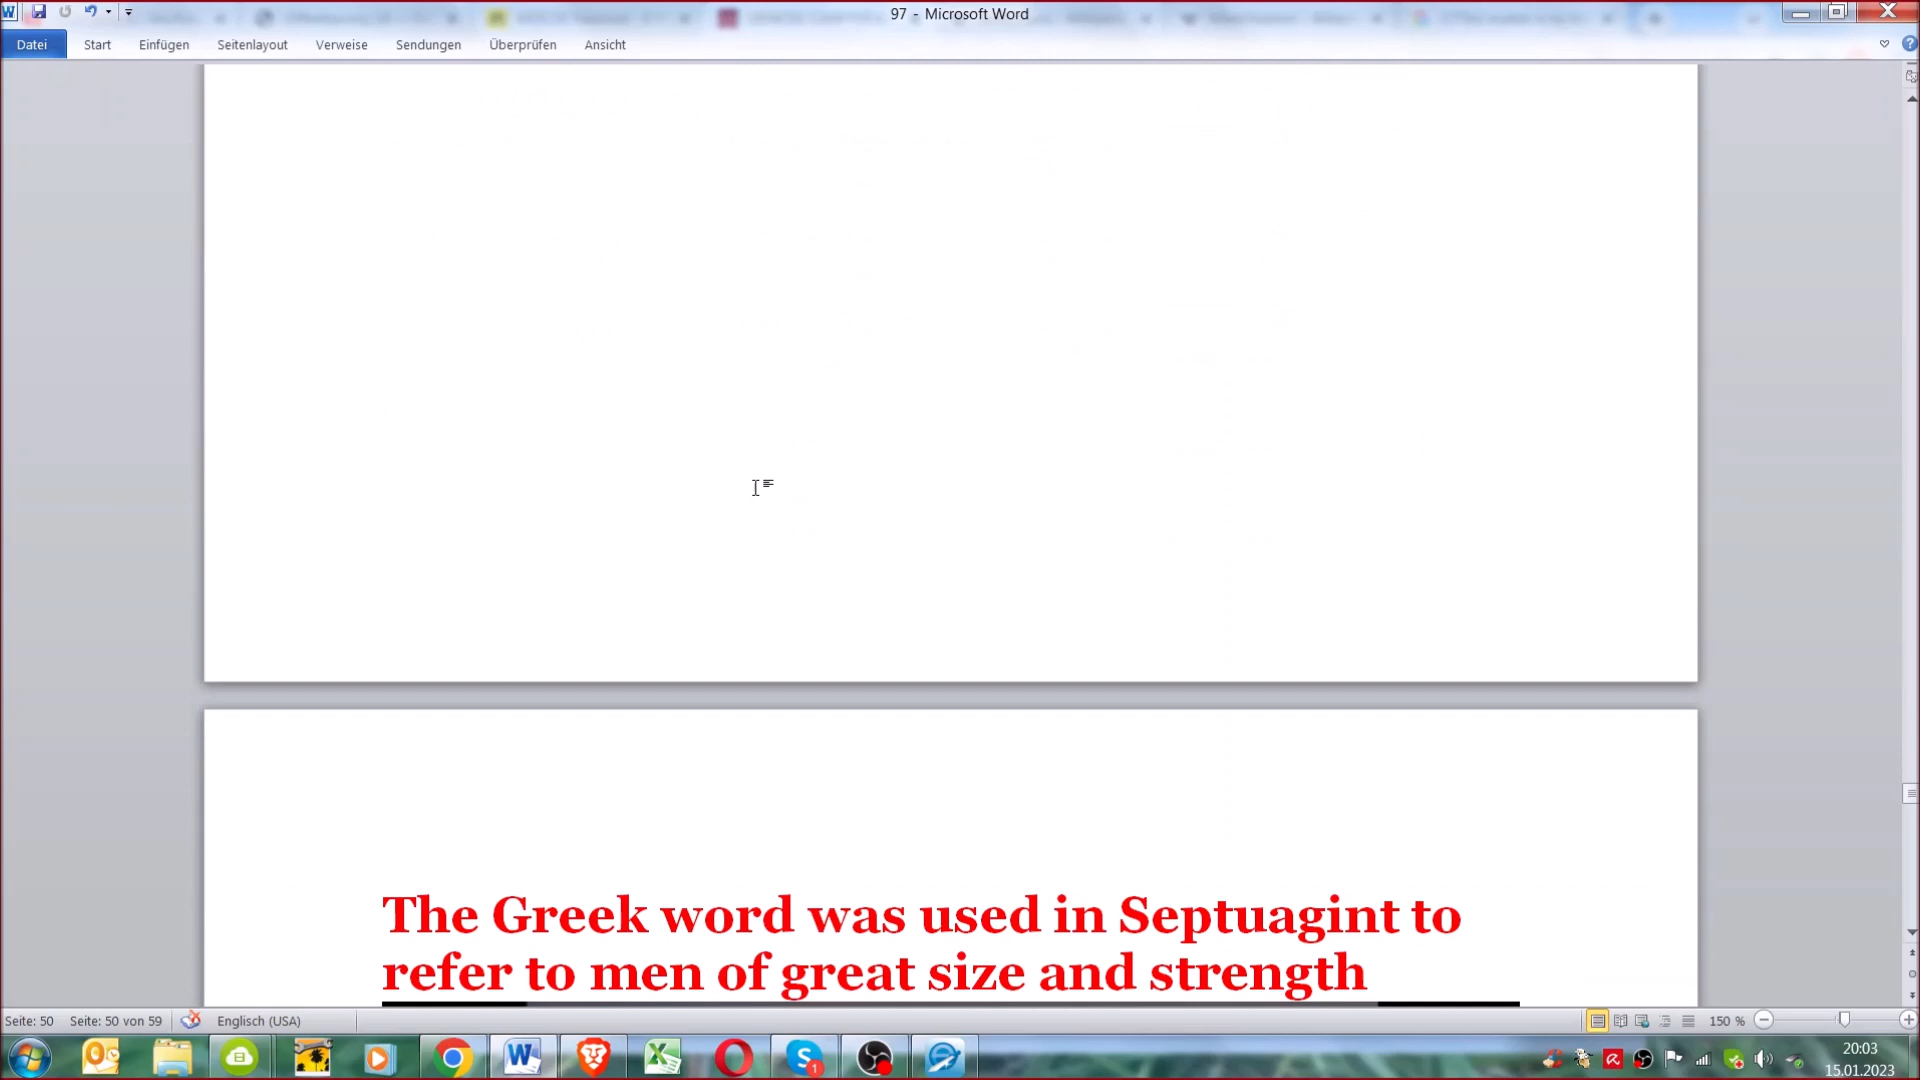 97 - Microsoft Word
Datei Start Einfügen Seitenlayout Verweise Sendungen Überprüfen Ansicht
The Greek word was used in Septuagint to
refer to men of great size and strength
Seite: 50 Seite: 50 von 59 Englisch (USA) 150 %
1
20:03
15.01.2023